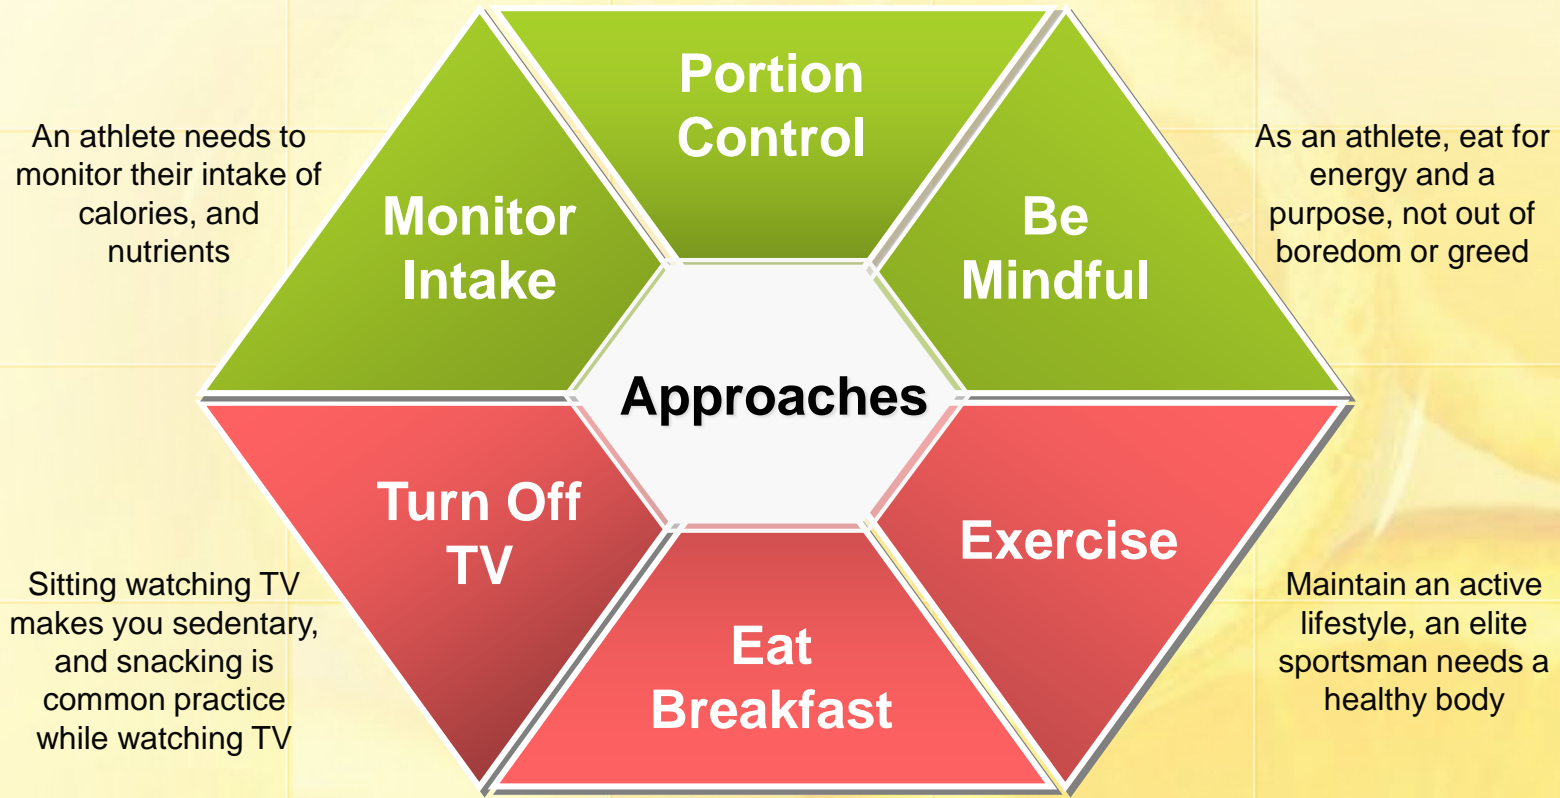 Portion
Control
An athlete needs to
monitor their intake of
calories, and
nutrients
Monitor
Intake
Be
Mindful
As an athlete, eat for
energy and a
purpose, not out of
boredom or greed
Approaches
Turn Off
TV
Sitting watching TV
makes you sedentary,
and snacking is
common practice
while watching TV
Eat
Breakfast
Exercise
Maintain an active
lifestyle, an elite
sportsman needs a
healthy body